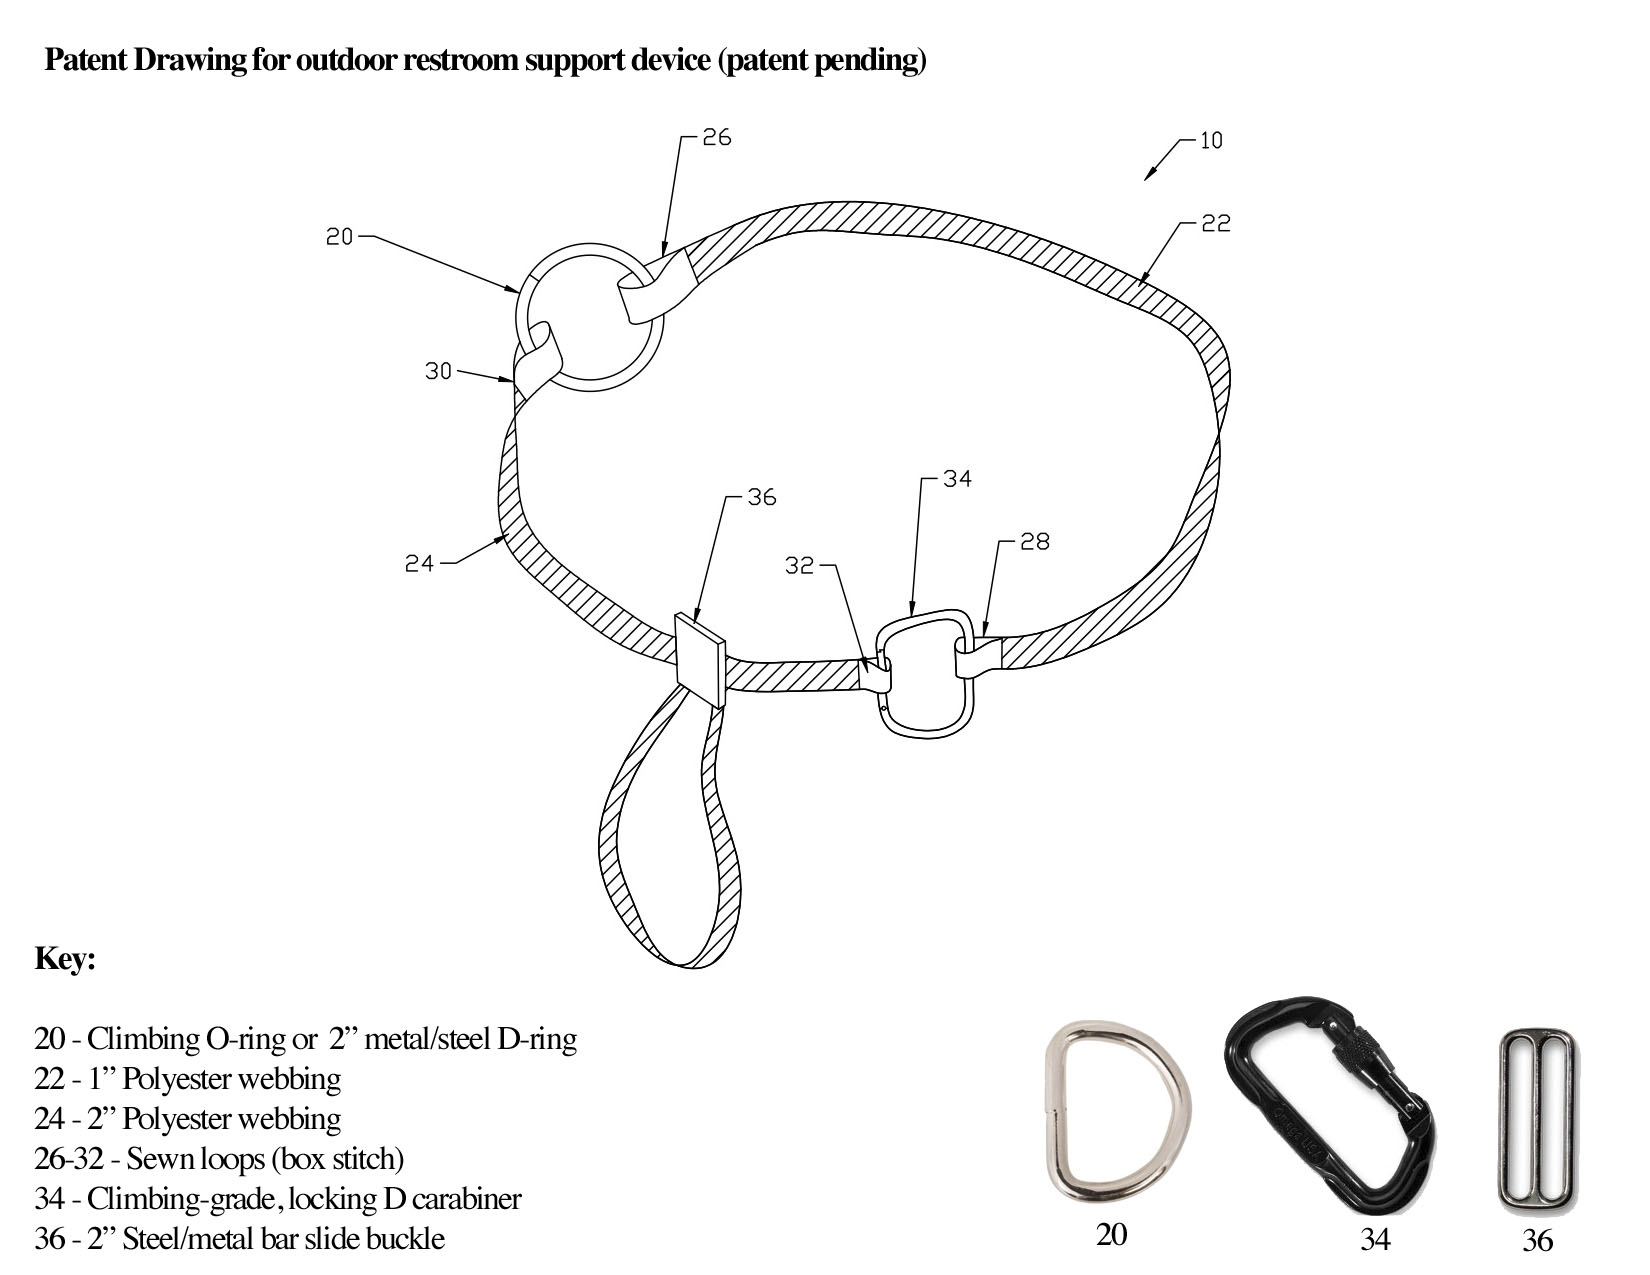 Patent Drawing for outdoor restroom support device (patent pending)
26
10
22
20
30
36
34
28
32
24
Key:
20 - Climbing O-ring or 2” metal/steel D-ring
22 - 1” Polyester webbing
24 - 2” Polyester webbing
26-32 - Sewn loops (box stitch)
34 - Climbing-grade, locking D carabiner
36 - 2” Steel/metal bar slide buckle
20
34
36